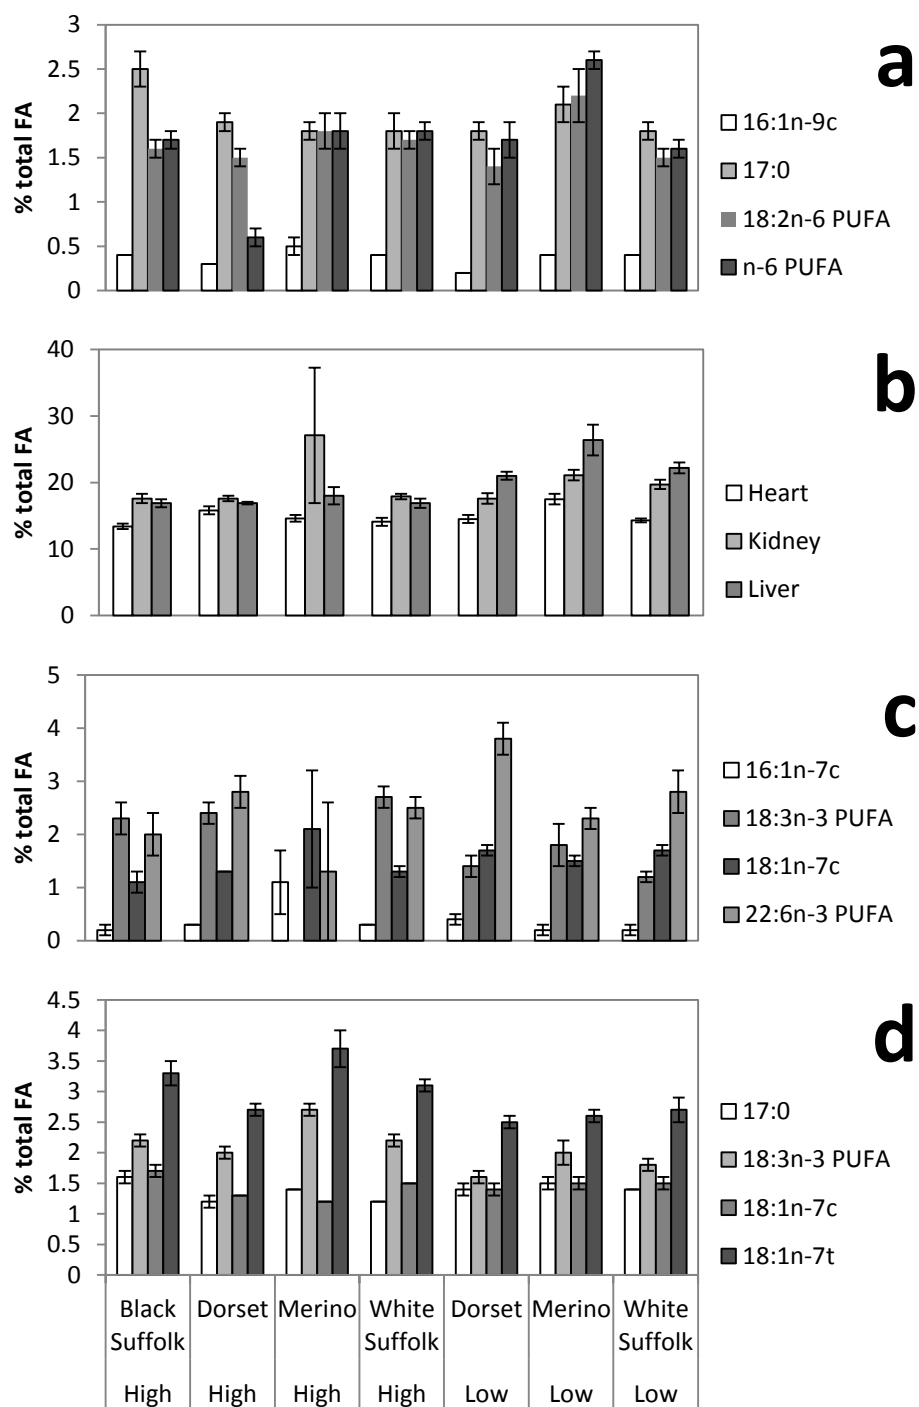 a
3
2.5
2
1.5
1
0.5
0
% total FA
16:1n-9c
17:0
18:2n-6 PUFA
n-6 PUFA
b
40
30
20
10
0
% total FA
Heart
Kidney
Liver
c
5
4
3
2
1
0
% total FA
16:1n-7c
18:3n-3 PUFA
18:1n-7c
22:6n-3 PUFA
d
4.5
4
3.5
3
2.5
2
1.5
1
0.5
0
% total FA
17:0
18:3n-3 PUFA
18:1n-7c
18:1n-7t
Black Dorset Merino White Dorset Merino White
Suffolk Suffolk Suffolk
High High High High Low Low Low